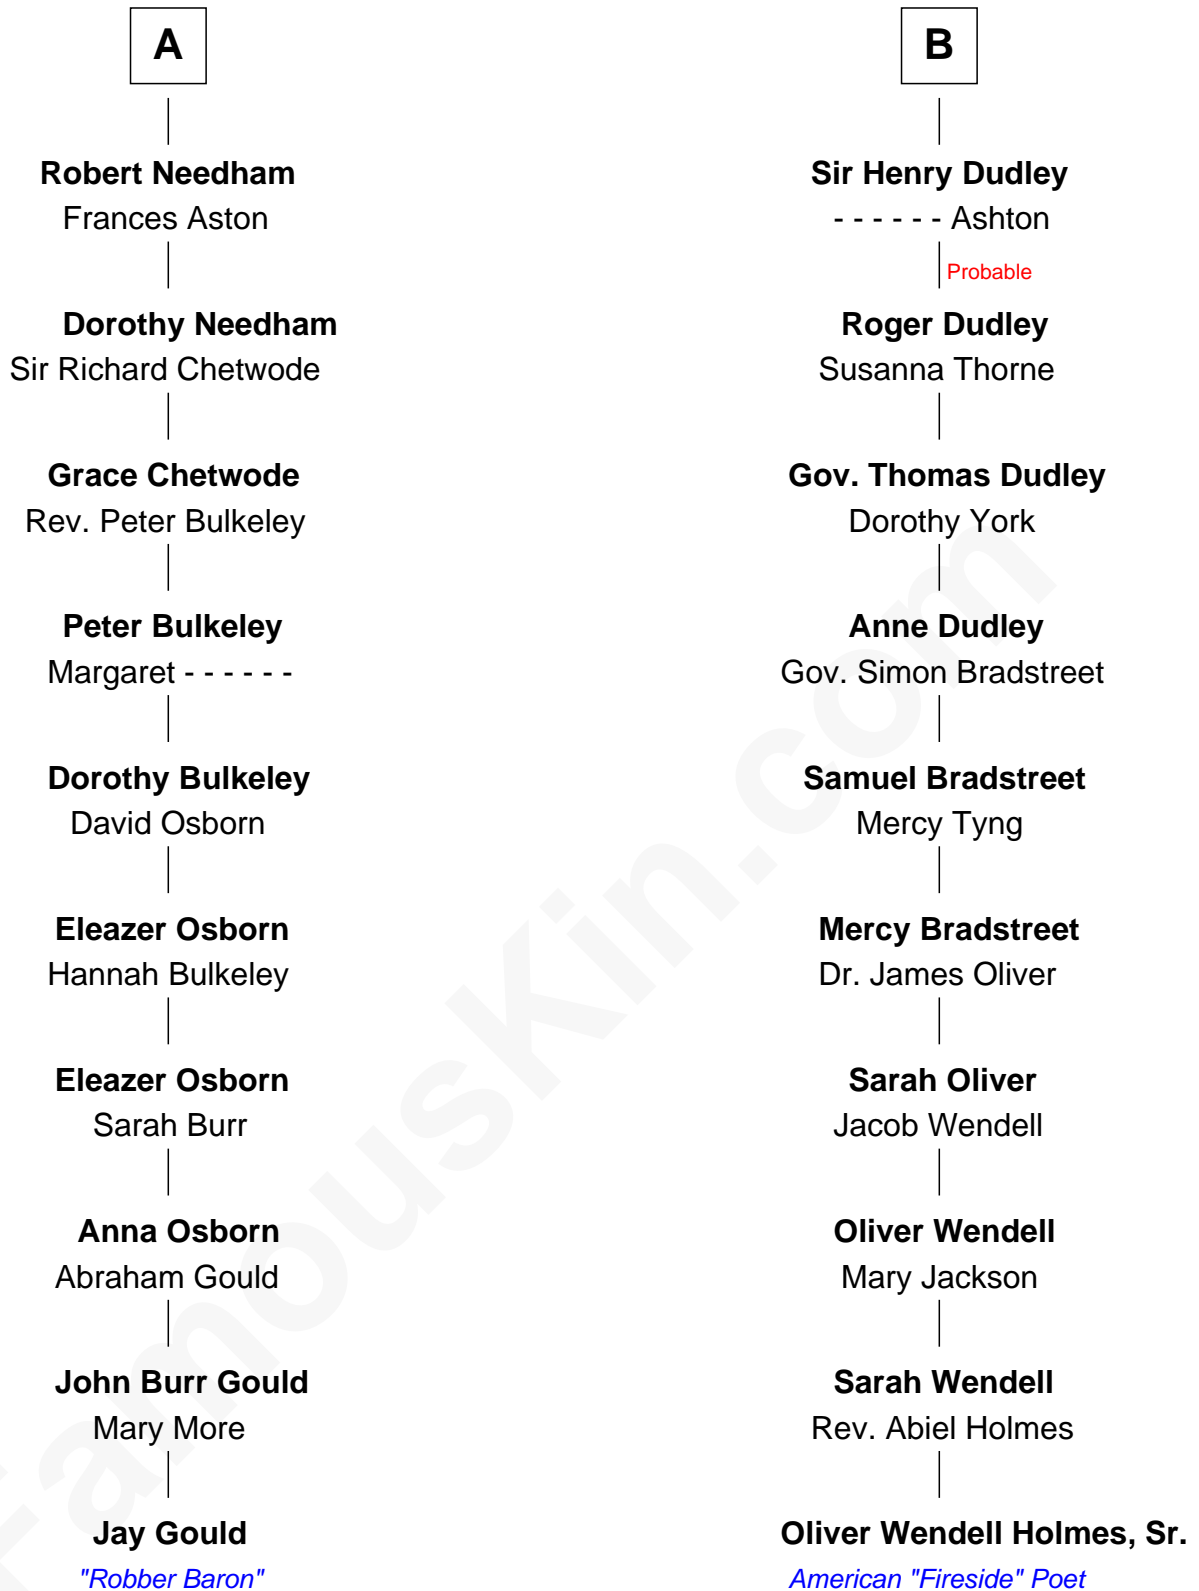 A
Robert Needham
Frances Aston
Dorothy Needham
Sir Richard Chetwode
Grace Chetwode
Rev. Peter Bulkeley
Peter Bulkeley
Margaret - - - - - -
Dorothy Bulkeley
David Osborn
Eleazer Osborn
Hannah Bulkeley
Eleazer Osborn
Sarah Burr
Anna Osborn
Abraham Gould
John Burr Gould
Mary More
Jay Gould
"Robber Baron"
B
Sir Henry Dudley
- - - - - - Ashton
Probable
Roger Dudley
Susanna Thorne
Gov. Thomas Dudley
Dorothy York
Anne Dudley
Gov. Simon Bradstreet
Samuel Bradstreet
Mercy Tyng
Mercy Bradstreet
Dr. James Oliver
Sarah Oliver
Jacob Wendell
Oliver Wendell
Mary Jackson
Sarah Wendell
Rev. Abiel Holmes
Oliver Wendell Holmes, Sr.
American "Fireside" Poet
FamousKin.com